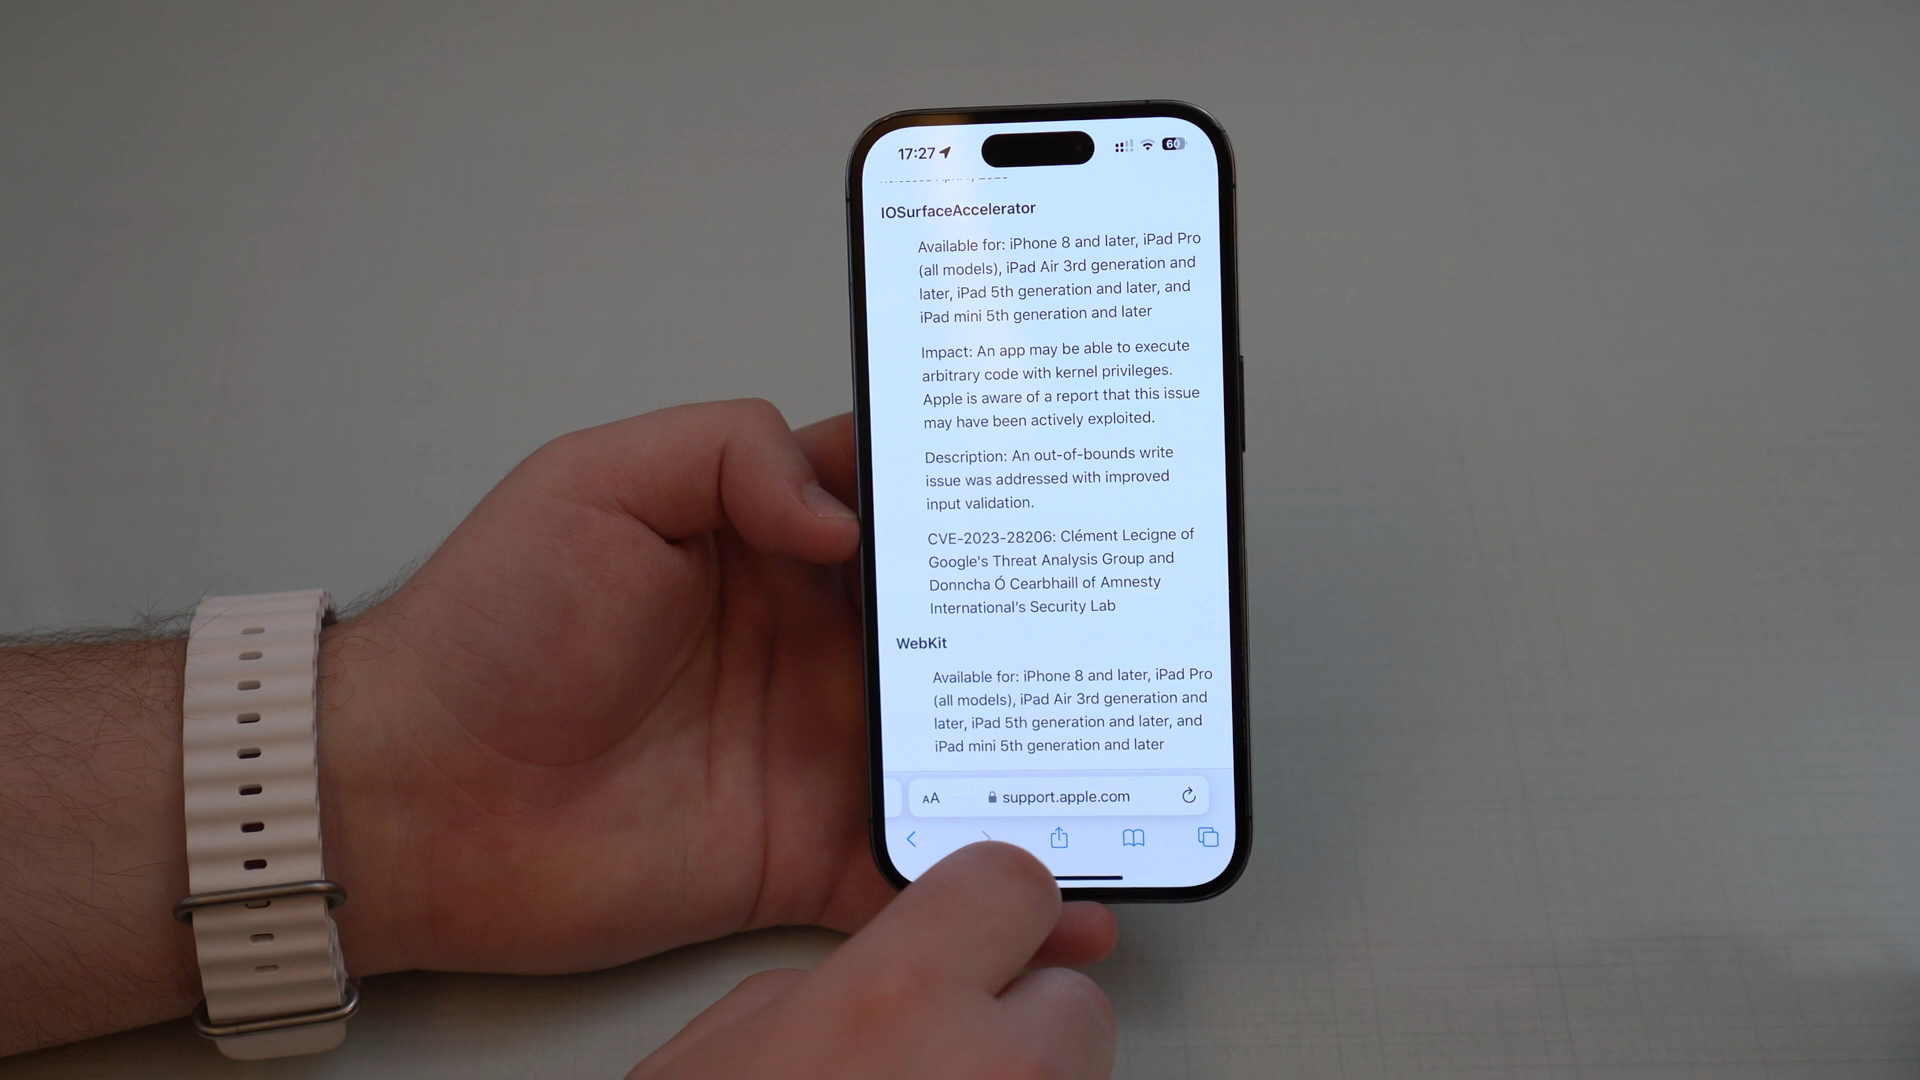 17:27
60
IOSurfaceAccelerator
Available for: iPhone 8 and later, iPad Pro
(all models), iPad Air 3rd generation and
later, iPad 5th generation and later, and
iPad mini 5th generation and later
Impact: An app may be able to execute
arbitrary code with kernel privileges.
Apple is aware of a report that this issue
may have been actively exploited.
Description: An out-of-bounds write
issue was addressed with improved
input validation.
CVE-2023-28206: Clément Lecigne of
Google's Threat Analysis Group and
Donncha Ó Cearbhaill of Amnesty
International’s Security Lab
WebKit
Available for: iPhone 8 and later, iPad Pro
(all models), iPad Air 3rd generation and
later, iPad 5th generation and later, and
iPad mini 5th generation and later
AA support.apple.com